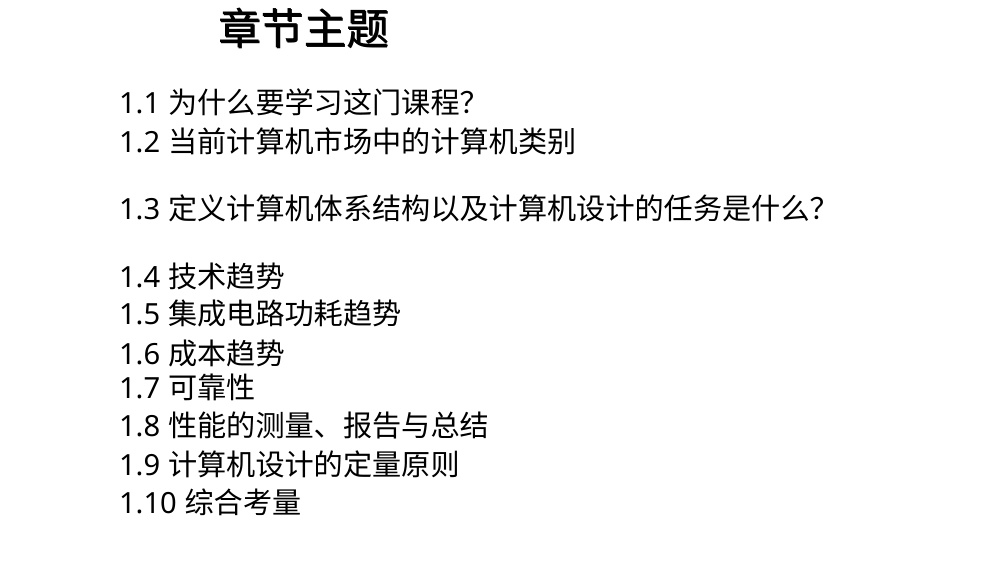 章节主题
1.1 为什么要学习这门课程？
1.2 当前计算机市场中的计算机类别
1.3 定义计算机体系结构以及计算机设计的任务是什么？
1.4 技术趋势
1.5 集成电路功耗趋势
1.6 成本趋势
1.7 可靠性
1.8 性能的测量、报告与总结
1.9 计算机设计的定量原则
1.10 综合考量